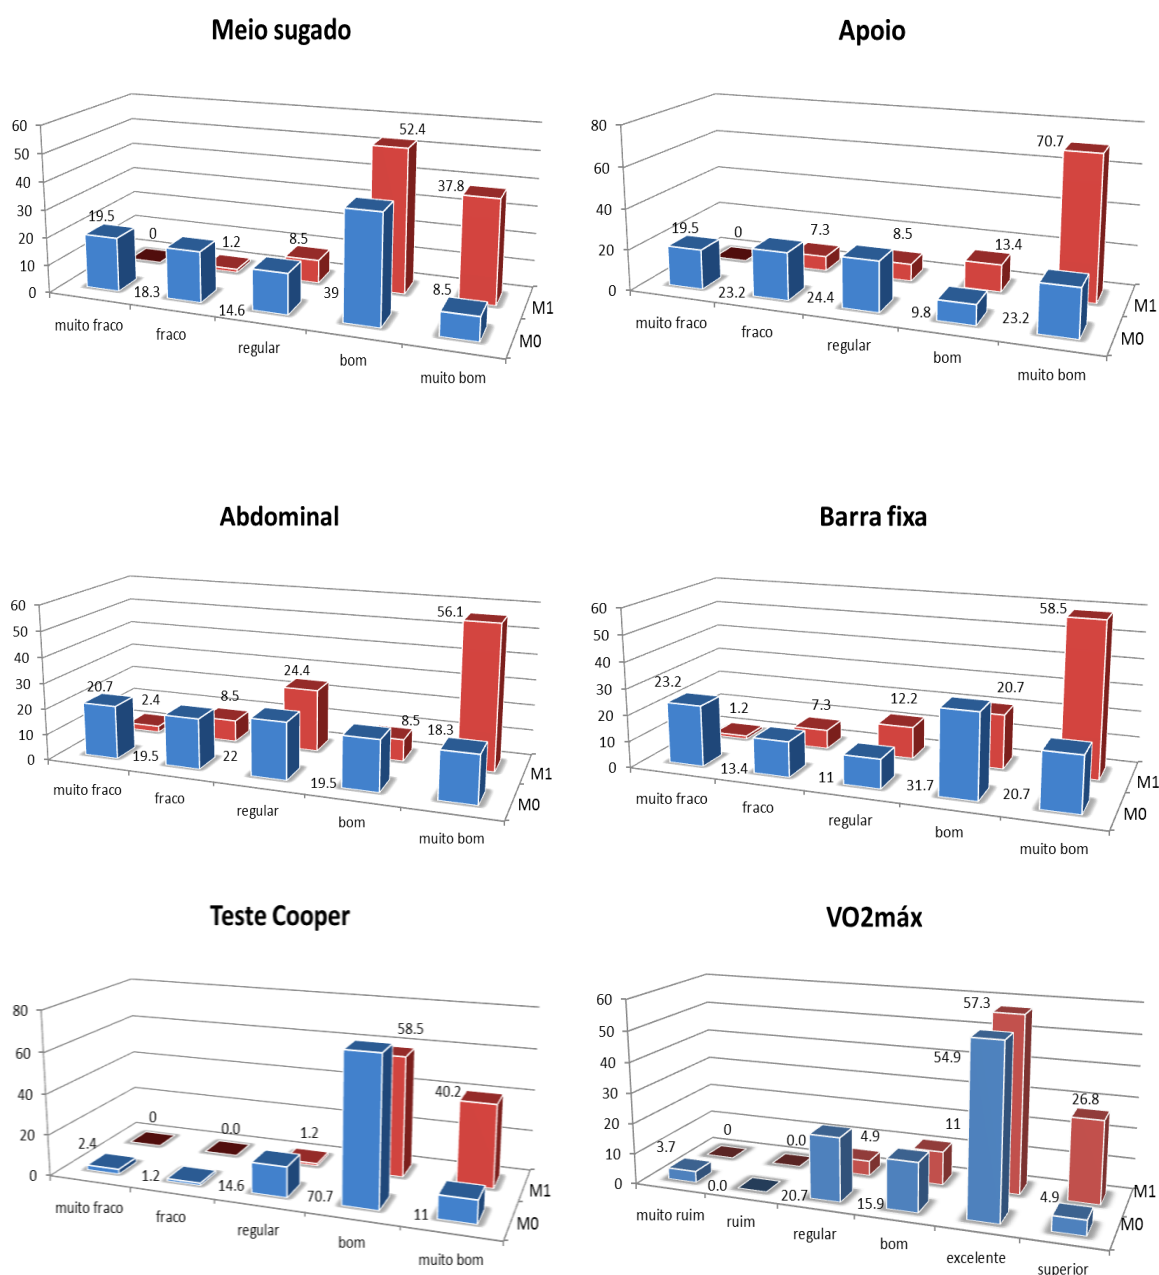 Meio sugado
60
50
40
30
20
10
0
19.5
0
18.3
1.2
14.6
8.5
39
52.4
8.5
37.8
muito fraco
fraco
regular
bom
muito bom
M1
M0
Apoio
80
60
40
20
0
19.5
0
23.2
7.3
24.4
8.5
9.8
13.4
23.2
70.7
muito fraco
fraco
regular
bom
muito bom
M1
M0
Abdominal
60
50
40
30
20
10
0
20.7
2.4
19.5
8.5
22
24.4
19.5
8.5
18.3
56.1
muito fraco
fraco
regular
bom
muito bom
M1
M0
Barra fixa
60
50
40
30
20
10
0
23.2
1.2
13.4
7.3
11
12.2
31.7
20.7
20.7
58.5
muito fraco
fraco
regular
bom
muito bom
M1
M0
Teste Cooper
80
60
40
20
0
2.4
0
1.2
0.0
14.6
1.2
70.7
58.5
11
40.2
muito fraco
fraco
regular
bom
muito bom
M1
M0
VO2máx
60
50
40
30
20
10
0
3.7
0
0.0
0.0
20.7
4.9
15.9
11
54.9
57.3
4.9
26.8
muito ruim
ruim
regular
bom
excelente
superior
M1
M0